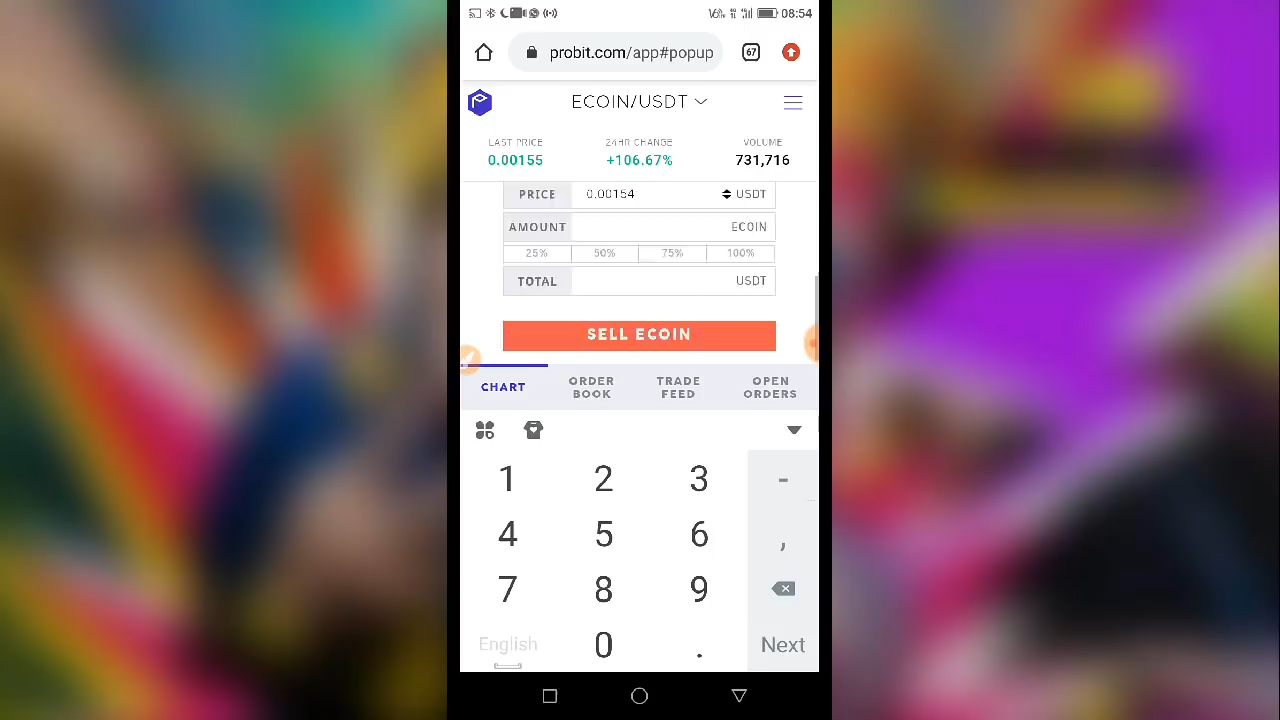 08:54
probit.com/app#popup
67
ECOIN/USDT
LAST PRICE 24HR CHANGE VOLUME
0.00155 +106.67% 731,716
PRICE 0.00154 USDT
AMOUNT ECOIN
25% 50% 75% 100%
TOTAL USDT
SELL ECOIN
CHART ORDER BOOK TRADE FEED OPEN ORDERS
1 2 3 -
4 5 6 ,
7 8 9
English 0 . Next